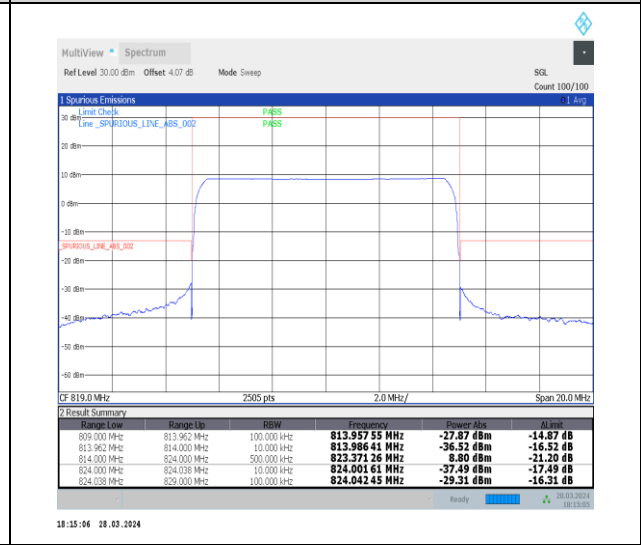 MultiView Spectrum
Ref Level 30.00 dBm Offset 4.07 dB Mode Sweep SGL
Count 100/100
1 Spurious Emissions 1 Avg
Limit Check PASS
30 dBm
Line _SPURIOUS_LINE_ABS_002 PASS
20 dBm
10 dBm
0 dBm
-10 dBm
_SPURIOUS_LINE_ABS_002
-20 dBm
-30 dBm
-40 dBm
-50 dBm
-60 dBm
CF 819.0 MHz 2505 pts 2.0 MHz/ Span 20.0 MHz
2 Result Summary
Range Low Range Up RBW Frequency Power Abs ΔLimit
809.000 MHz 813.962 MHz 100.000 kHz 813.957 55 MHz -27.87 dBm -14.87 dB
813.962 MHz 814.000 MHz 10.000 kHz 813.986 41 MHz -36.52 dBm -16.52 dB
814.000 MHz 824.000 MHz 500.000 kHz 823.371 26 MHz 8.80 dBm -21.20 dB
824.000 MHz 824.038 MHz 10.000 kHz 824.001 61 MHz -37.49 dBm -17.49 dB
824.038 MHz 829.000 MHz 100.000 kHz 824.042 45 MHz -29.31 dBm -16.31 dB
Ready 28.03.2024
18:15:05
18:15:06 28.03.2024